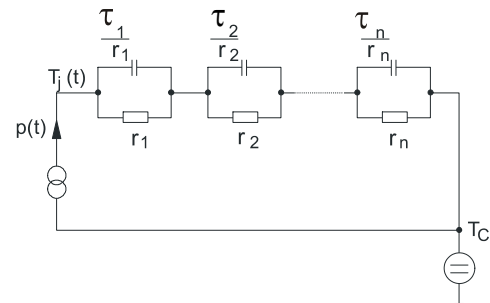 τ1 τ2 τn
r1 r2 rn
Tj (t)
p(t)
r1 r2 rn
TC